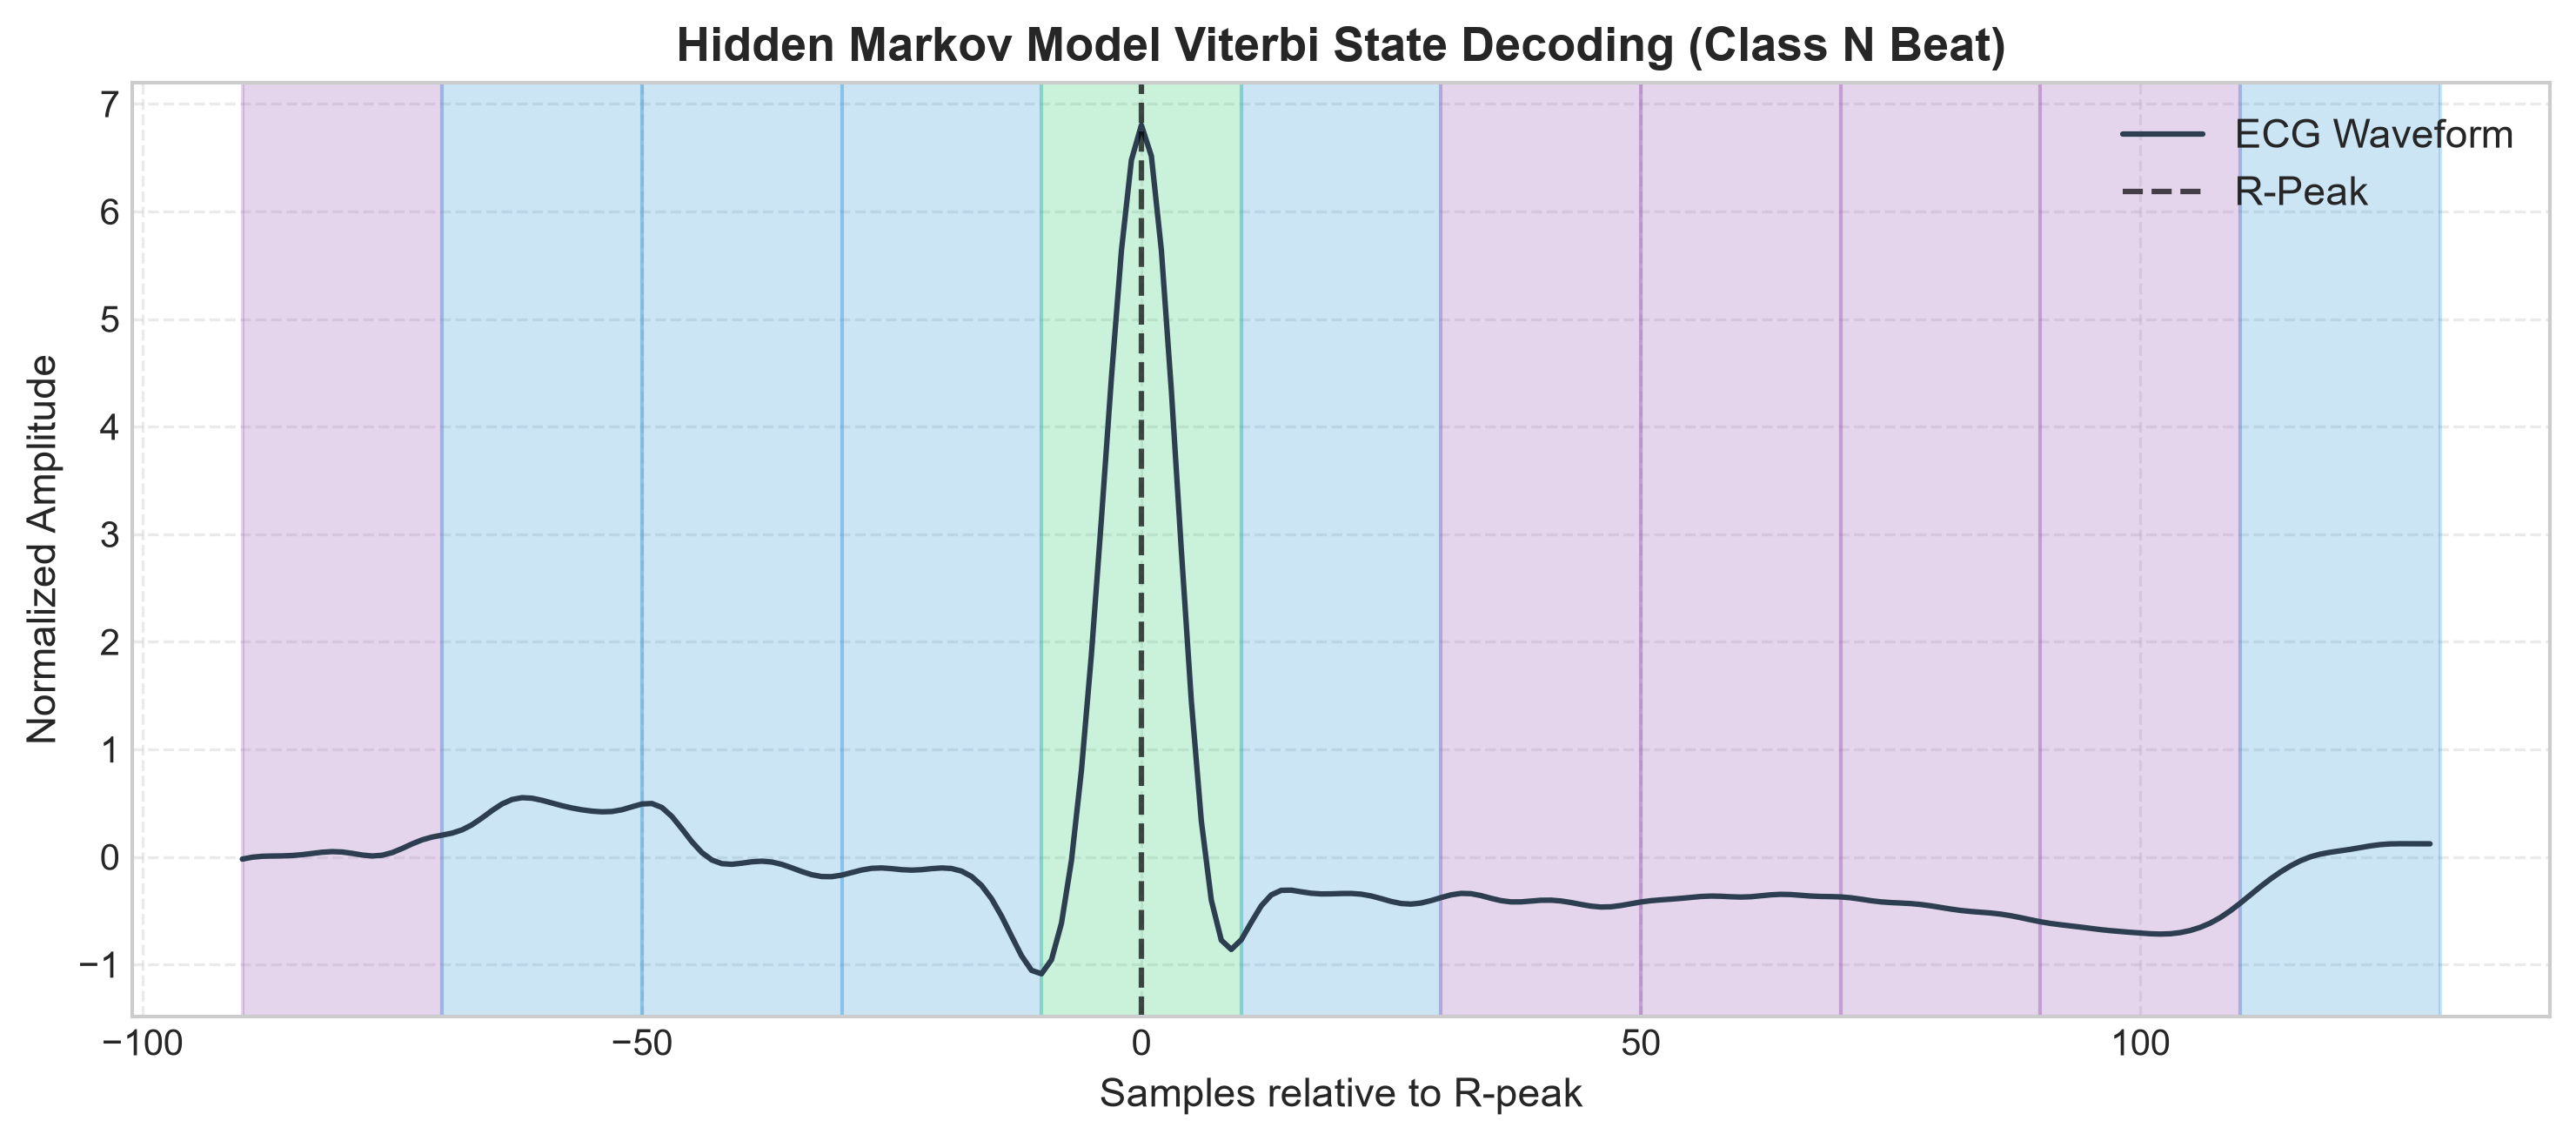 Hidden Markov Model Viterbi State Decoding (Class N Beat)
7
6
5
4
3
2
1
0
−1
Normalized Amplitude
ECG Waveform
R-Peak
−100 −50 0 50 100
Samples relative to R-peak